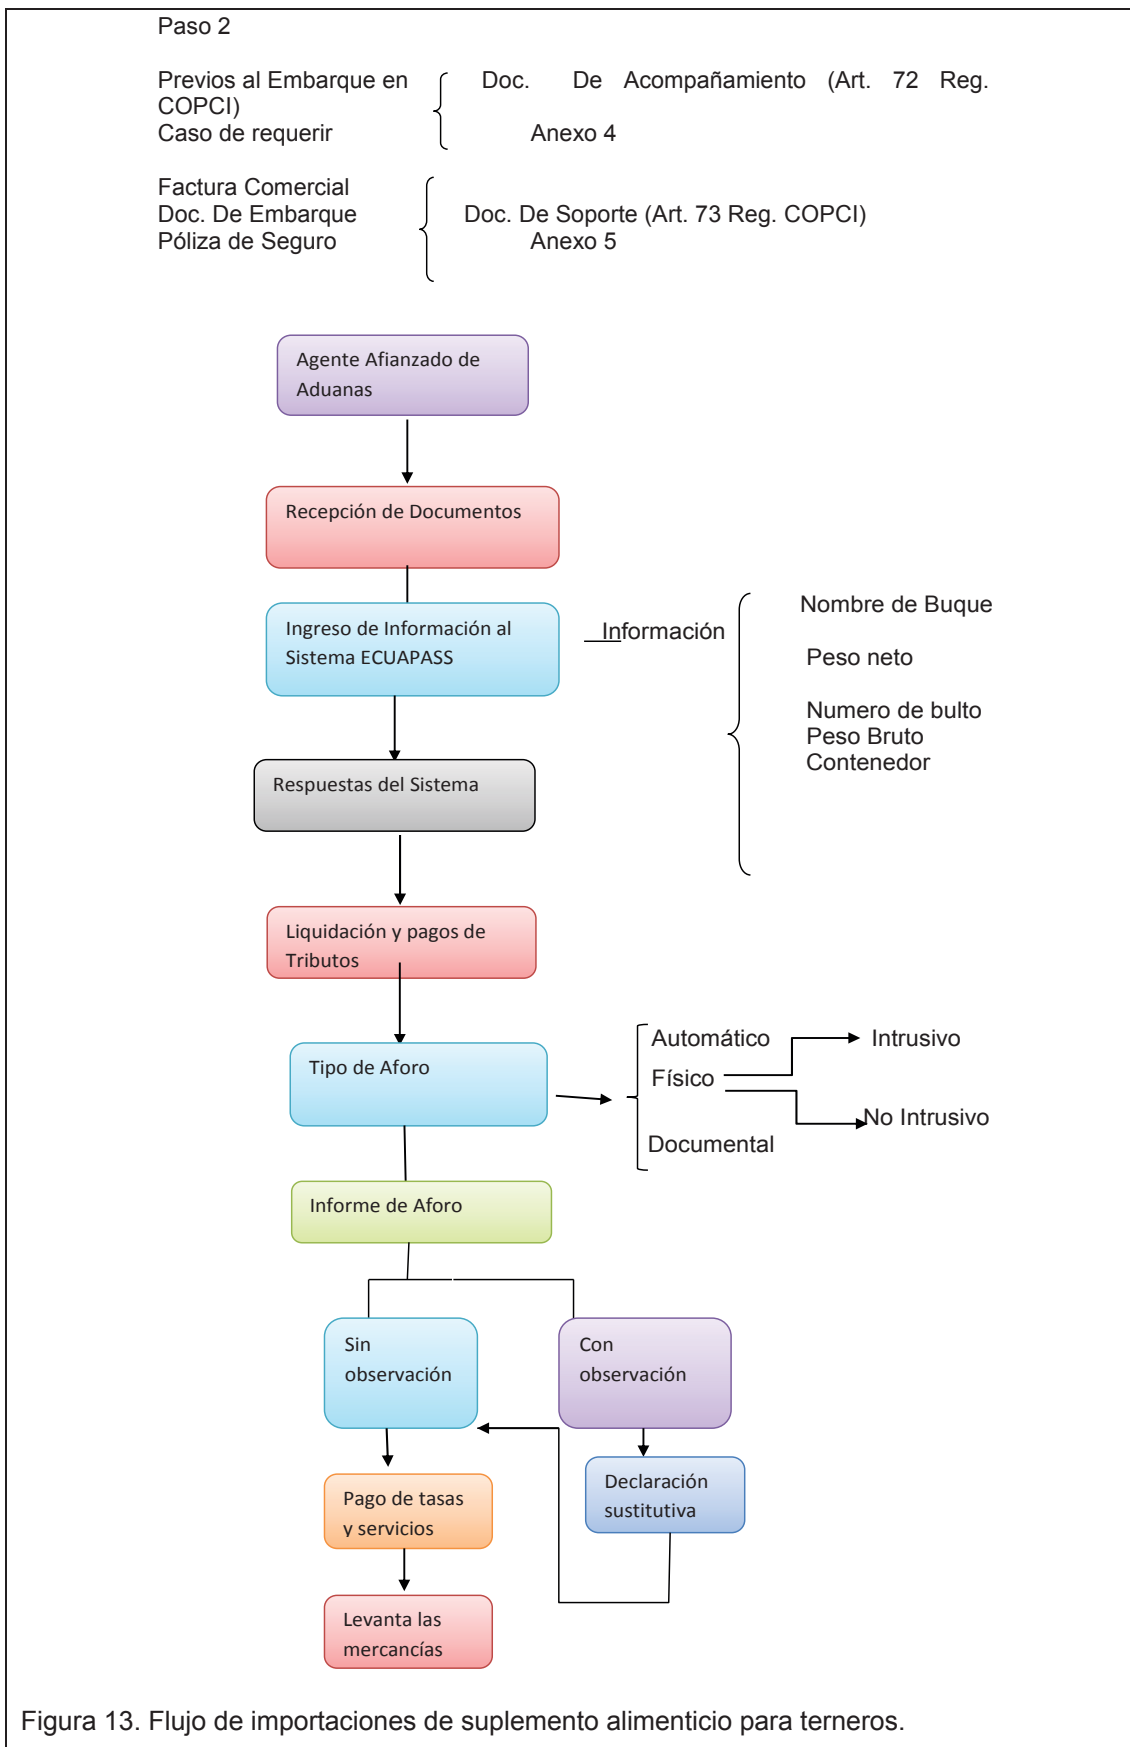 Paso 2
Previos al Embarque en
COPCI)
Caso de requerir
Doc. De Acompañamiento (Art. 72 Reg.
Anexo 4
Factura Comercial
Doc. De Embarque
Póliza de Seguro
Doc. De Soporte (Art. 73 Reg. COPCI)
Anexo 5
Agente Afianzado de
Aduanas
Recepción de Documentos
Ingreso de Información al
Sistema ECUAPASS
Información
Nombre de Buque
Peso neto
Numero de bulto
Peso Bruto
Contenedor
Respuestas del Sistema
Liquidación y pagos de
Tributos
Tipo de Aforo
Automático
Físico
Documental
Intrusivo
No Intrusivo
Informe de Aforo
Sin
observación
Con
observación
Pago de tasas
y servicios
Declaración
sustitutiva
Levanta las
mercancías
Figura 13. Flujo de importaciones de suplemento alimenticio para terneros.